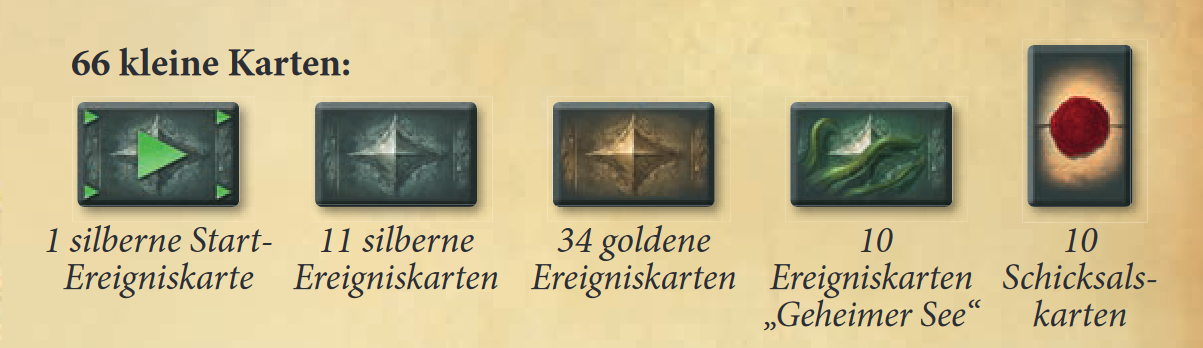 66 kleine Karten:
1 silberne Start-
Ereigniskarte
11 silberne
Ereigniskarten
34 goldene
Ereigniskarten
10
Ereigniskarten
„Geheimer See“
10
Schicksals-
karten